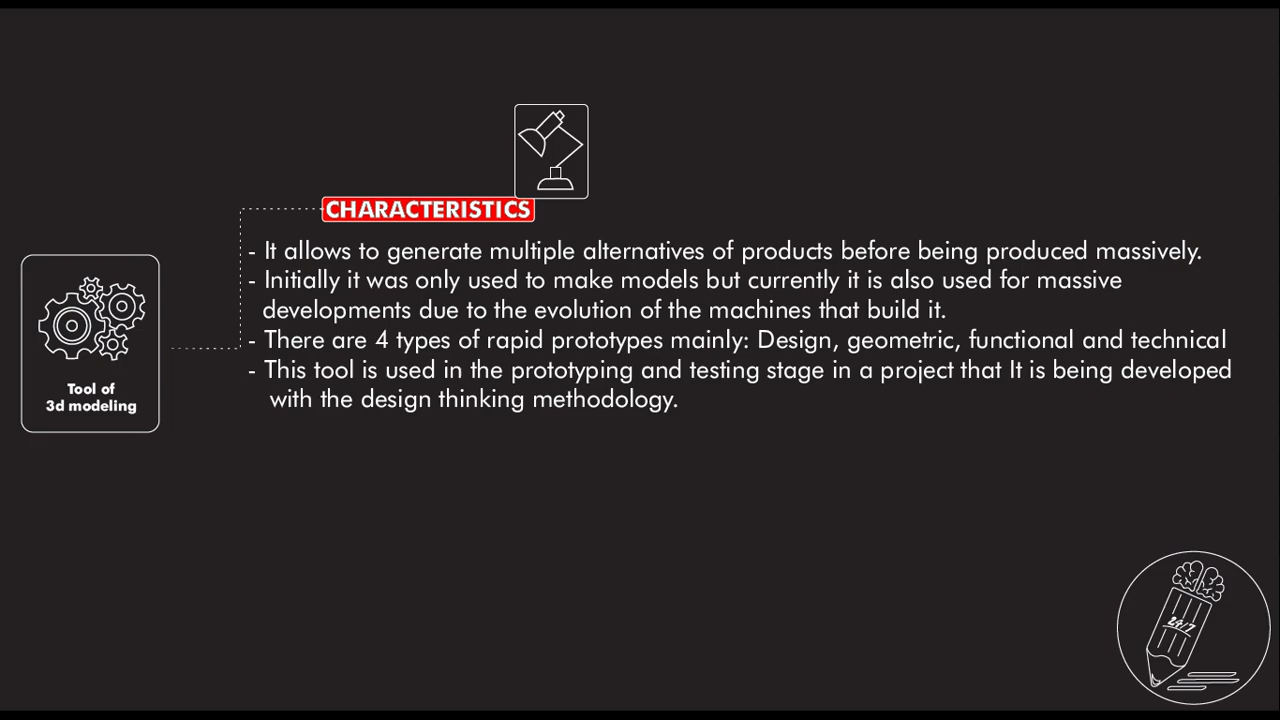 CHARACTERISTICS
- It allows to generate multiple alternatives of products before being produced massively.
- Initially it was only used to make models but currently it is also used for massive
developments due to the evolution of the machines that build it.
- There are 4 types of rapid prototypes mainly: Design, geometric, functional and technical
- This tool is used in the prototyping and testing stage in a project that It is being developed
with the design thinking methodology.
Tool of
3d modeling
24/7